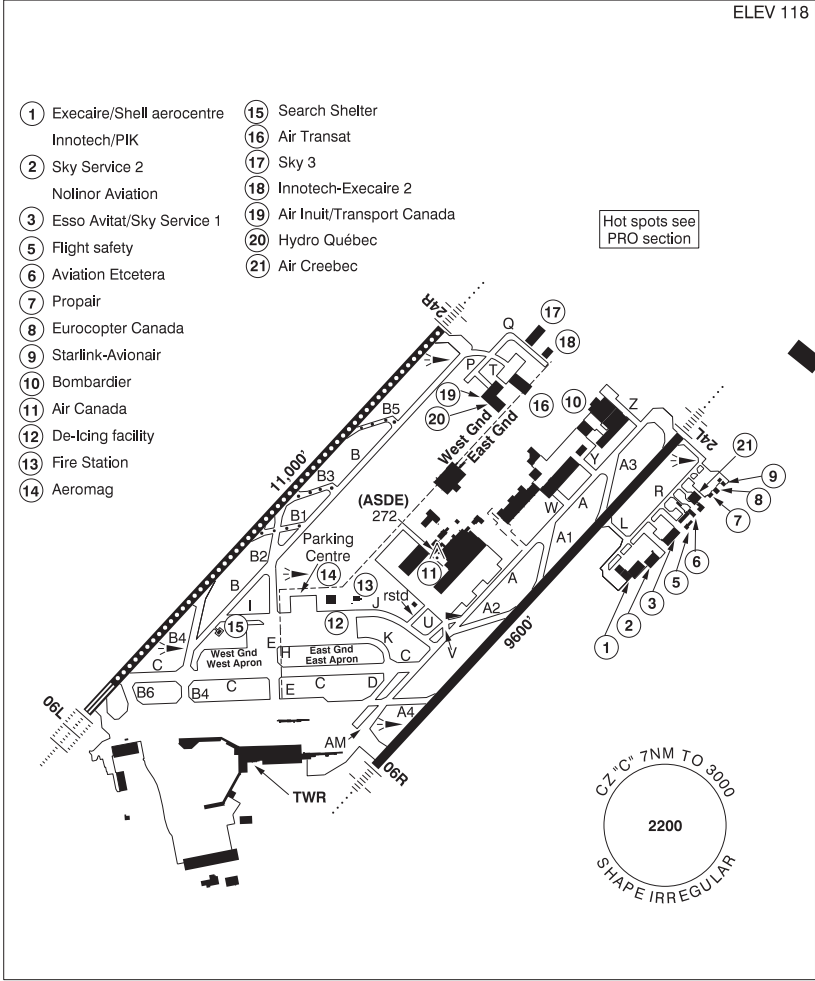 ELEV 118
1 Execaire/Shell aerocentre
Innotech/PIK
2 Sky Service 2
Nolinor Aviation
3 Esso Avitat/Sky Service 1
5 Flight safety
6 Aviation Etcetera
7 Propair
8 Eurocopter Canada
9 Starlink-Avionair
10 Bombardier
11 Air Canada
12 De-Icing facility
13 Fire Station
14 Aeromag
15 Search Shelter
16 Air Transat
17 Sky 3
18 Innotech-Execaire 2
19 Air Inuit/Transport Canada
20 Hydro Québec
21 Air Creebec
Hot spots see
PRO section
24R
Q
17
18
P
T
19
20
16
10
Z
West Gnd
East Gnd
24L
21
B5
B
11,000'
B3
B1
(ASDE)
272
Y
A3
R
9
8
7
W
A
A1
L
6
5
3
2
1
Parking
Centre
14
13
11
B2
B
I
rstd
J
U
A
A2
9600'
15
12
B4
C
West Gnd
West Apron
E
H
East Gnd
East Apron
K
C
B6
B4
C
E
C
D
06L
A4
AM
06R
TWR
CZ "C" 7NM TO 3000
2200
SHAPE IRREGULAR